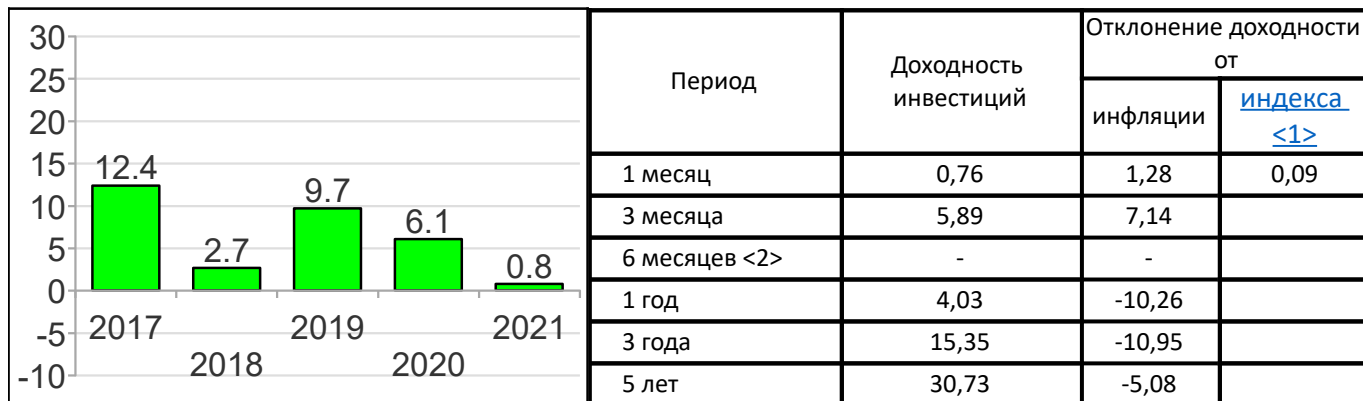 30
25
20
15
10
5
0
-5
-10
12.4
2.7
9.7
6.1
0.8
2017
2018
2019
2020
2021
Период
Доходность
инвестиций
Отклонение доходности
от
инфляции
индекса
<1>
1 месяц 0,76 1,28 0,09
3 месяца 5,89 7,14
6 месяцев <2> - -
1 год 4,03 -10,26
3 года 15,35 -10,95
5 лет 30,73 -5,08